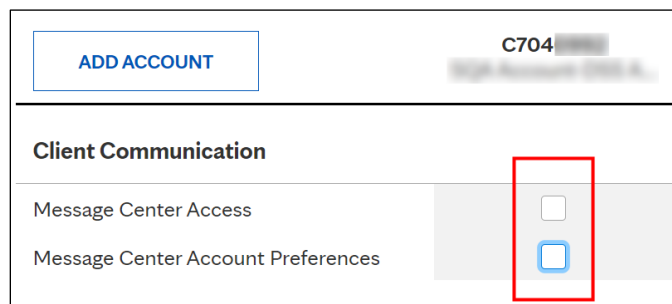 ADD ACCOUNT
C704
Client Communication
Message Center Access
Message Center Account Preferences